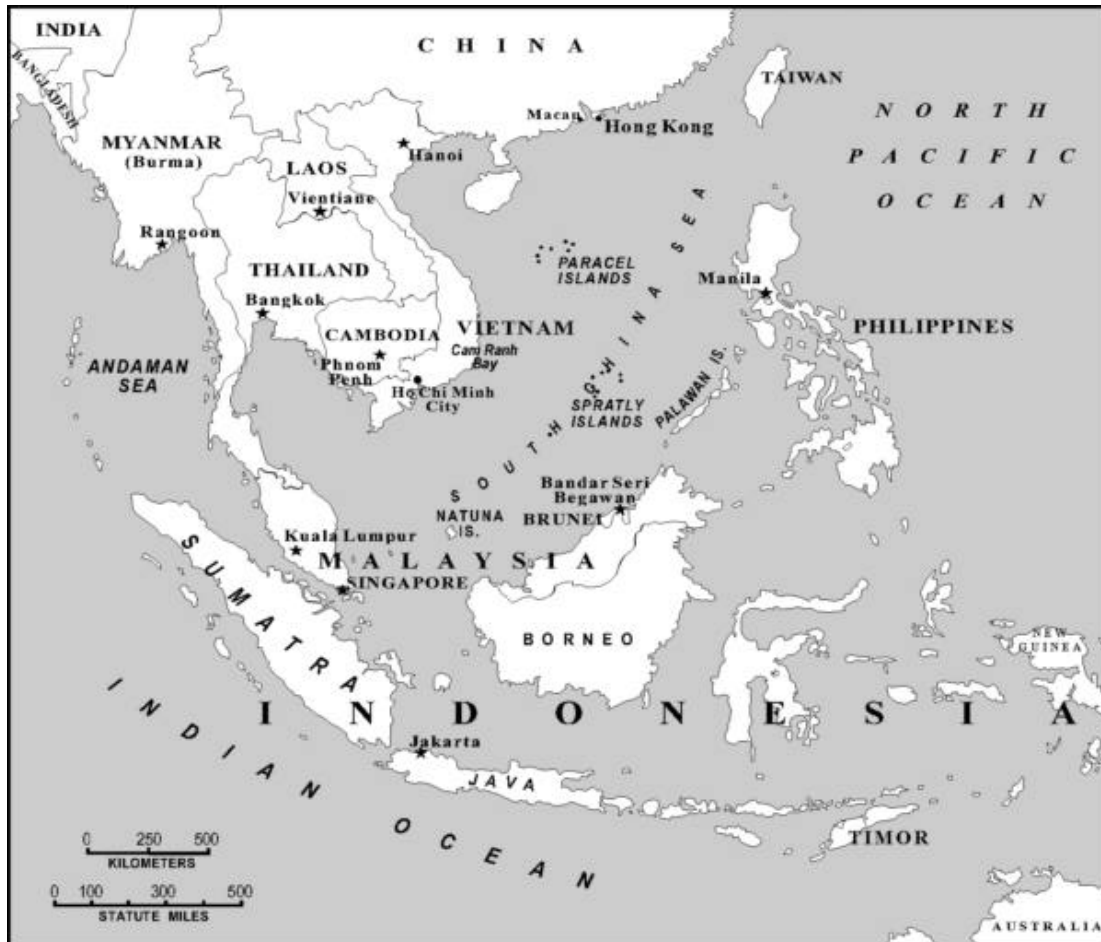 INDIA
CHINA
BANGLADESH
TAIWAN
Macau
Hong Kong
NORTH
PACIFIC
OCEAN
MYANMAR
(Burma)
Hanoi
LAOS
Vientiane
Rangoon
SOUTH CHINA SEA
PARACEL
ISLANDS
THAILAND
Manila
Bangkok
VIETNAM
PHILIPPINES
CAMBODIA
Cam Ranh
Bay
Phnom
Penh
ANDAMAN
SEA
Ho Chi Minh
City
SPRATLY
ISLANDS
PALAWAN IS.
Bandar Seri
Begawan
NATUNA
IS.
BRUNEI
Kuala Lumpur
MALAYSIA
SINGAPORE
SUMATRA
BORNEO
NEW
GUINEA
INDONESIA
INDIAN OCEAN
Jakarta
JAVA
TIMOR
0 250 500
KILOMETERS
0 100 300 500
STATUTE MILES
AUSTRALIA